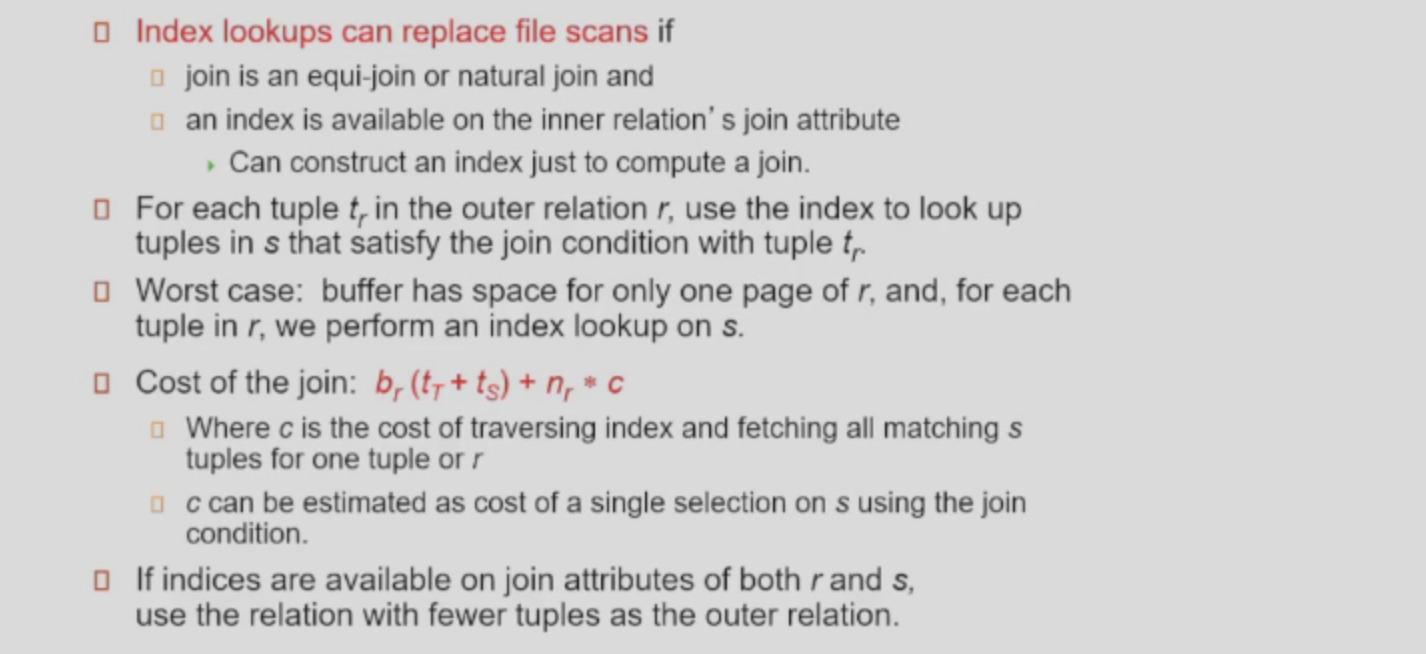 Index lookups can replace file scans if
join is an equi-join or natural join and
an index is available on the inner relation's join attribute
Can construct an index just to compute a join.
For each tuple tr in the outer relation r, use the index to look up
tuples in s that satisfy the join condition with tuple tr.
Worst case: buffer has space for only one page of r, and, for each
tuple in r, we perform an index lookup on s.
Cost of the join: br (tT + tS) + nr * c
Where c is the cost of traversing index and fetching all matching s
tuples for one tuple or r
c can be estimated as cost of a single selection on s using the join
condition.
If indices are available on join attributes of both r and s,
use the relation with fewer tuples as the outer relation.